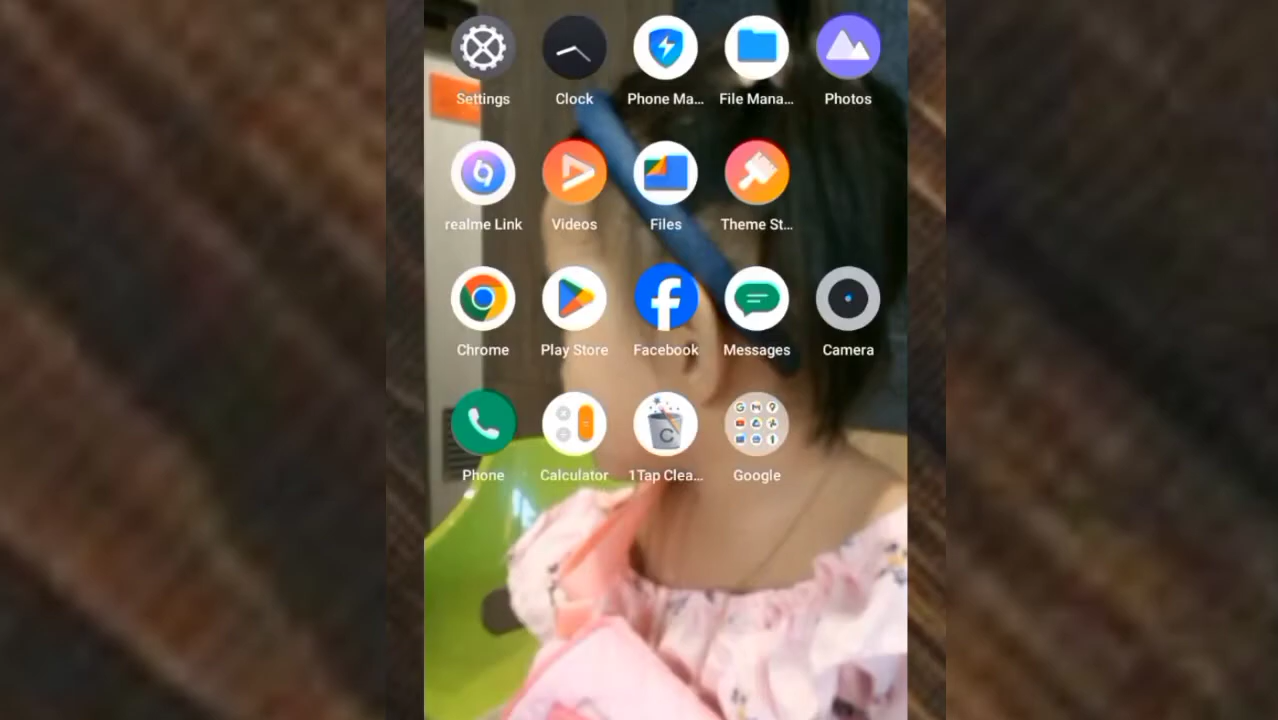 Settings Clock Phone Ma... File Mana... Photos
realme Link Videos Files Theme St...
Chrome Play Store Facebook Messages Camera
Phone Calculator 1Tap Clea... Google